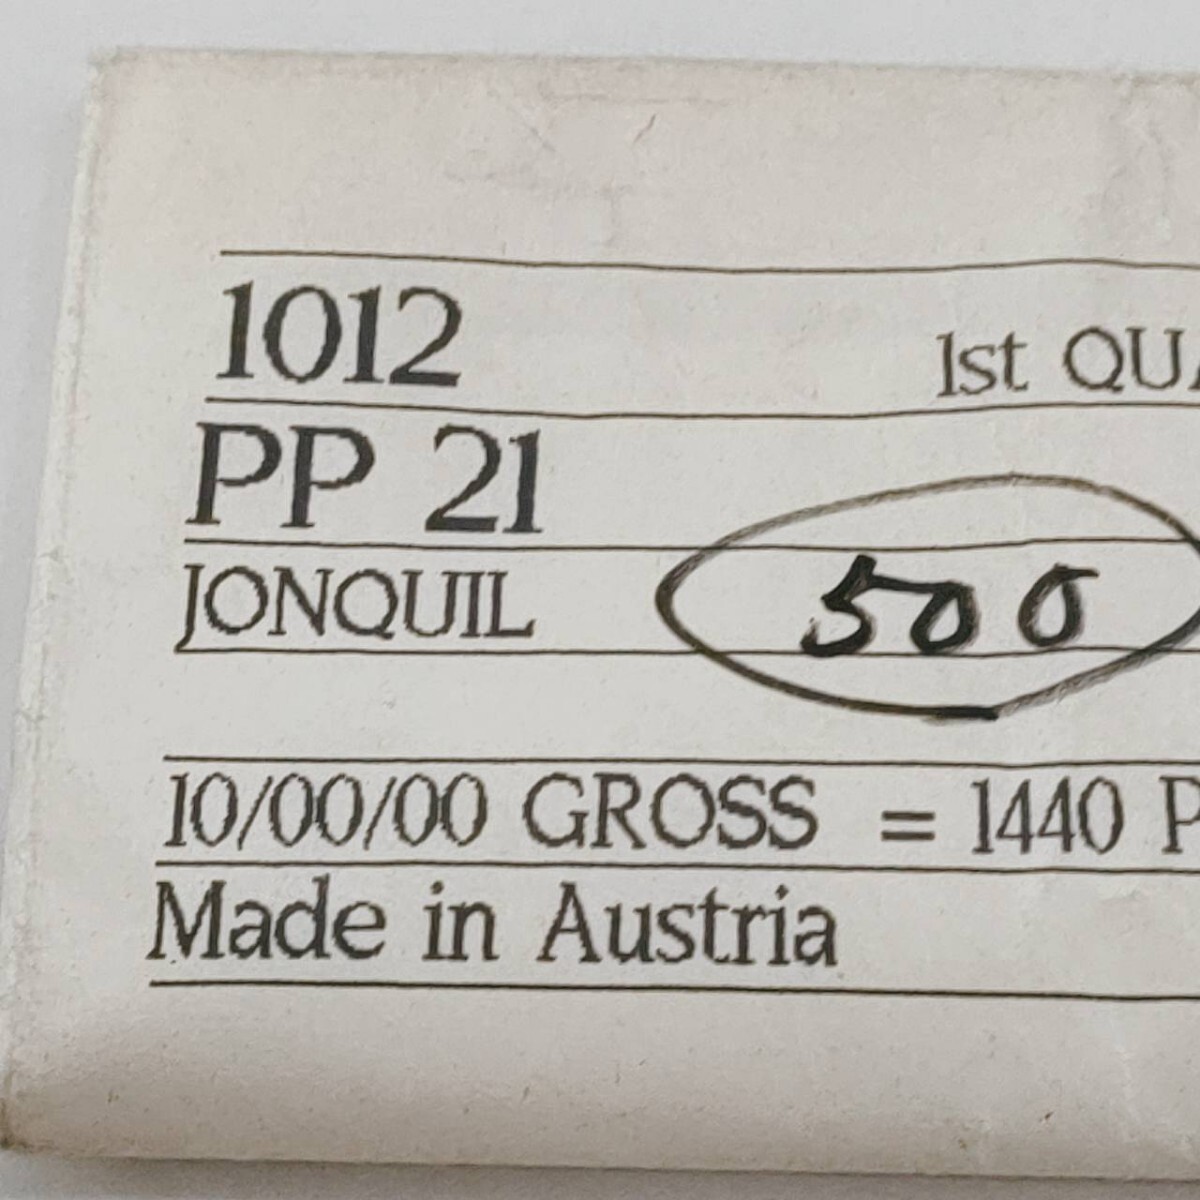 1012 1st QUA
PP 21
JONQUIL 500
10/00/00 GROSS = 1440 P
Made in Austria